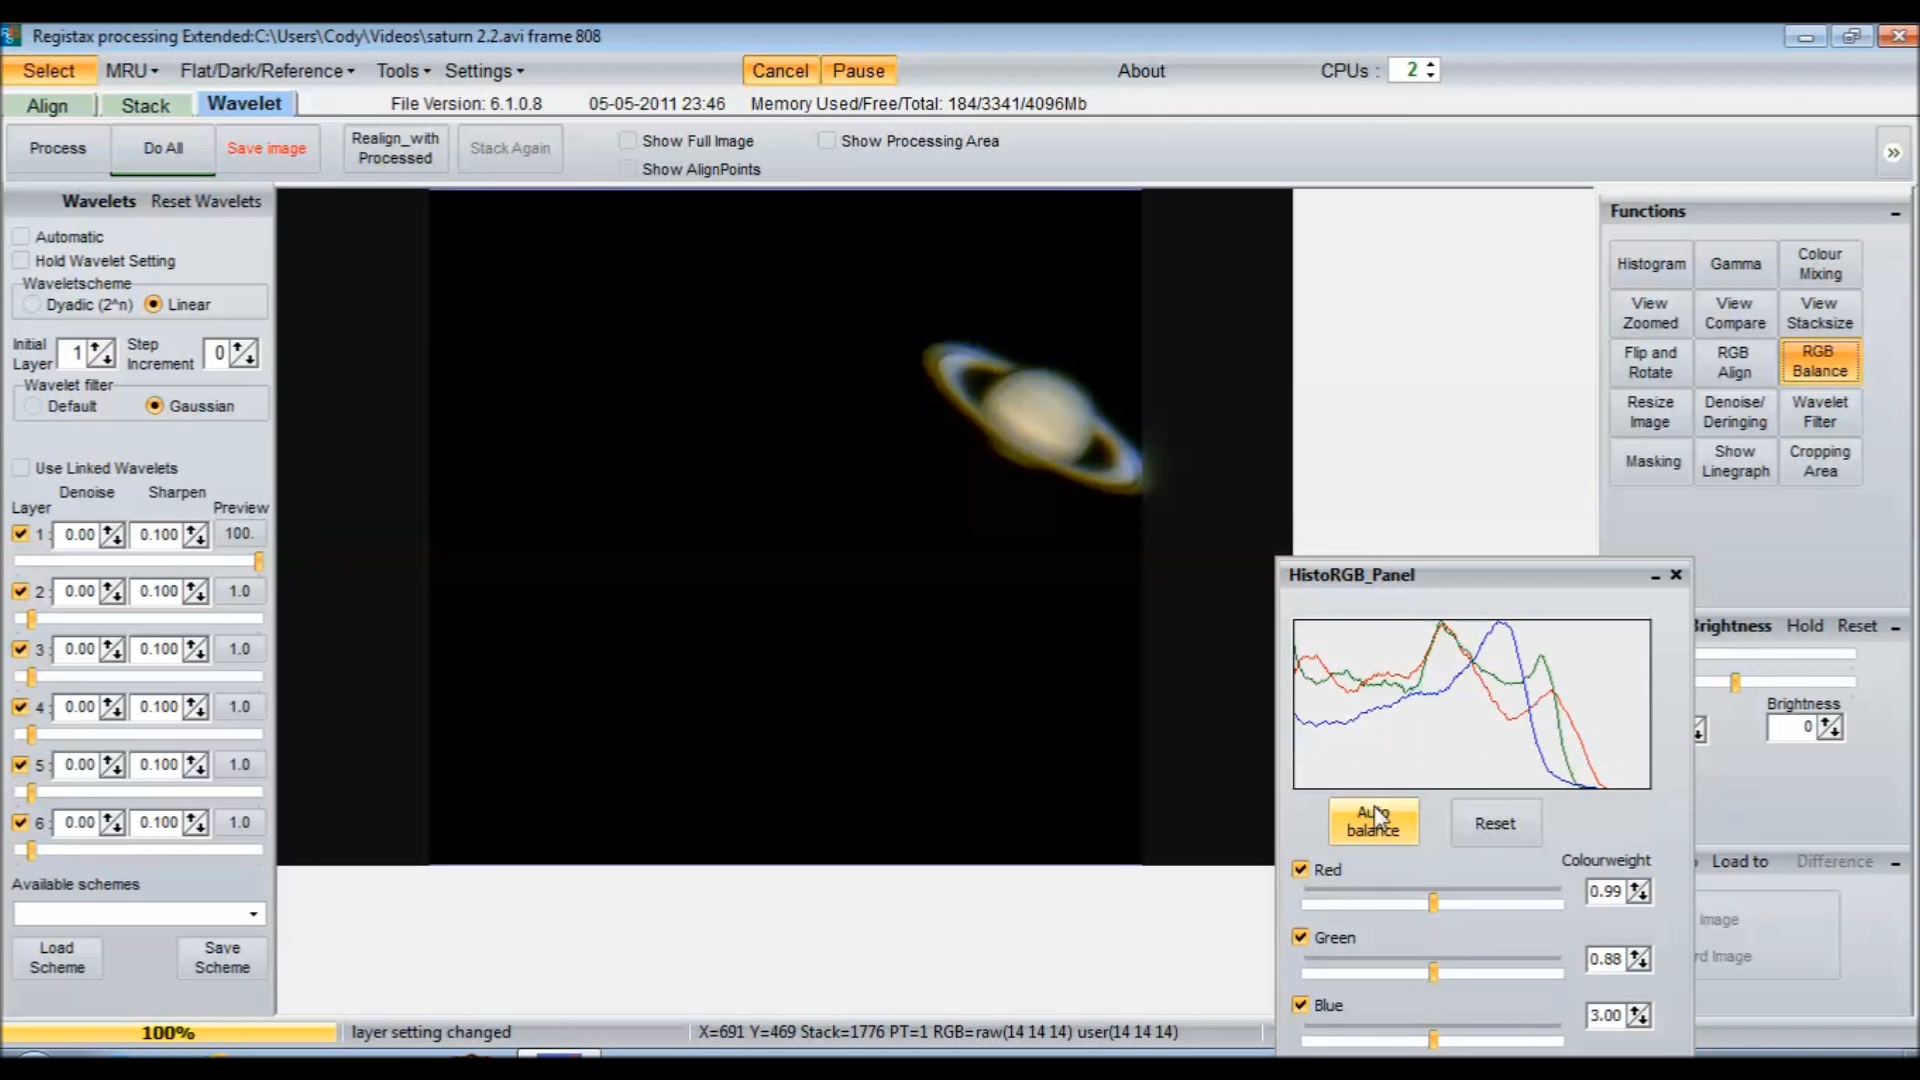 Registax processing Extended:C:\Users\Cody\Videos\saturn 2.2.avi frame 808
Select MRU Flat/Dark/Reference Tools Settings Cancel Pause About CPUs : 2
Align Stack Wavelet File Version: 6.1.0.8 05-05-2011 23:46 Memory Used/Free/Total: 184/3341/4096Mb
Process Do All Save image Realign_with Processed Stack Again Show Full Image Show Processing Area
Show AlignPoints
Wavelets Reset Wavelets
Automatic
Hold Wavelet Setting
Waveletscheme
Dyadic (2^n) Linear
Initial Layer 1 Step Increment 0
Wavelet filter
Default Gaussian
Use Linked Wavelets
Denoise Sharpen
Layer Preview
1 : 0.00 0.100 100.
2 : 0.00 0.100 1.0
3 : 0.00 0.100 1.0
4 : 0.00 0.100 1.0
5 : 0.00 0.100 1.0
6 : 0.00 0.100 1.0
Available schemes
Load Scheme Save Scheme
Functions
Histogram Gamma Colour Mixing
View Zoomed View Compare View Stacksize
Flip and Rotate RGB Align RGB Balance
Resize Image Denoise/ Deringing Wavelet Filter
Masking Show Linegraph Cropping Area
HistoRGB_Panel
Brightness Hold Reset
Brightness
0
Auto balance Reset
Colourweight
Red 0.99
Green 0.88
Blue 3.00
Load to Difference
Image
rd Image
100% layer setting changed X=691 Y=469 Stack=1776 PT=1 RGB=raw(14 14 14) user(14 14 14)